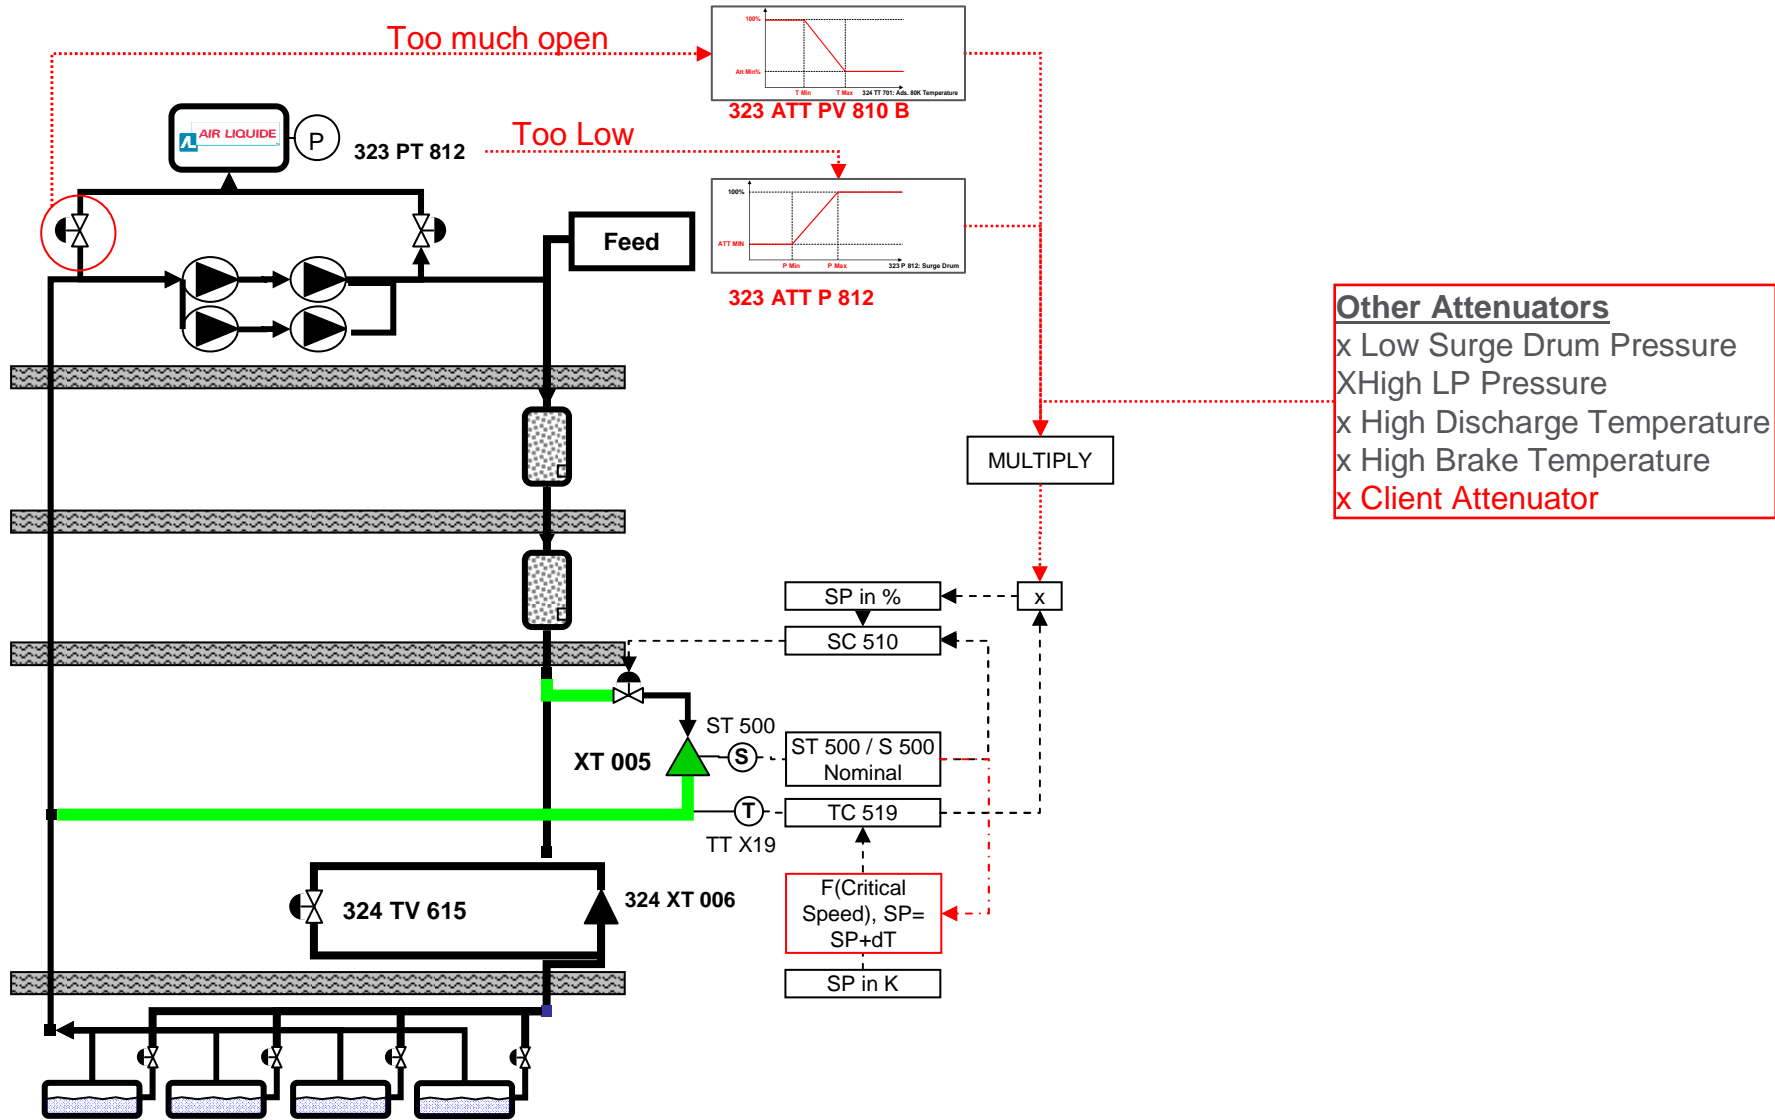 Too much open
100%
Att Min%
T Min
T Max
324 TT 701: Ads. 80K Temperature
323 ATT PV 810 B
AIR LIQUIDE
P
323 PT 812
Too Low
100%
ATT MIN
P Min
P Max
323 P 812: Surge Drum
323 ATT P 812
Feed
Other Attenuators
x Low Surge Drum Pressure
XHigh LP Pressure
x High Discharge Temperature
x High Brake Temperature
x Client Attenuator
MULTIPLY
SP in %
x
SC 510
ST 500
XT 005
S
ST 500 / S 500
Nominal
T
TC 519
TT X19
324 TV 615
324 XT 006
F(Critical
Speed), SP=
SP+dT
SP in K